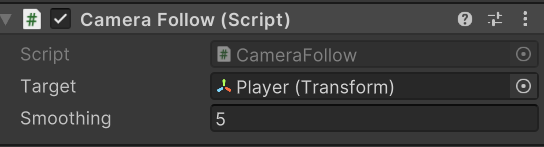 Camera Follow (Script)
Script CameraFollow
Target Player (Transform)
Smoothing 5